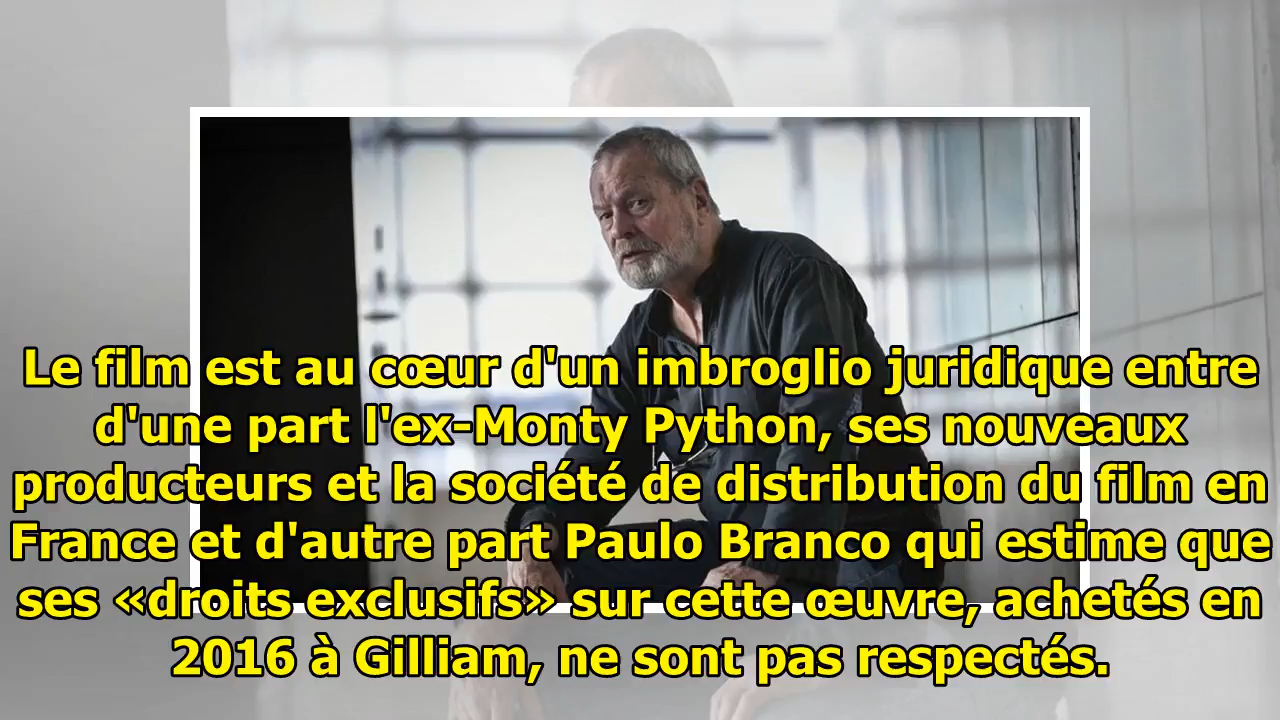 Le film est au cœur d'un imbroglio juridique entre
d'une part l'ex-Monty Python, ses nouveaux
producteurs et la société de distribution du film en
France et d'autre part Paulo Branco qui estime que
ses «droits exclusifs» sur cette œuvre, achetés en
2016 à Gilliam, ne sont pas respectés.